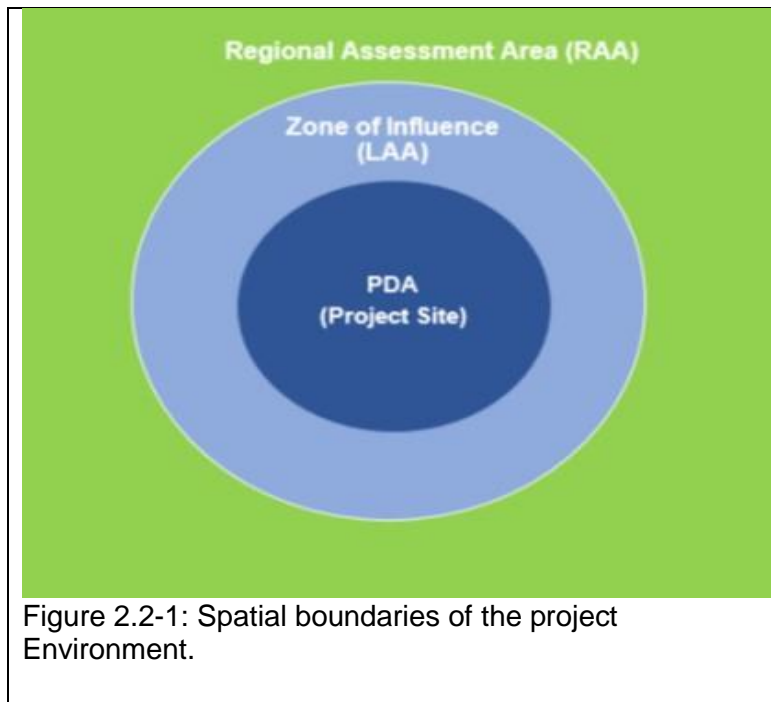 Regional Assessment Area (RAA)
Zone of Influence
(LAA)
PDA
(Project Site)
Figure 2.2-1: Spatial boundaries of the project
Environment.